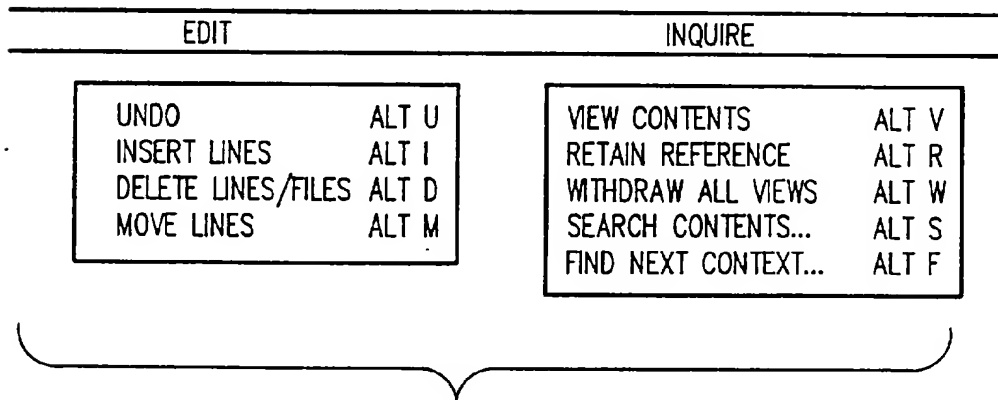 EDIT INQUIRE
UNDO ALT U
INSERT LINES ALT I
DELETE LINES/FILES ALT D
MOVE LINES ALT M
VIEW CONTENTS ALT V
RETAIN REFERENCE ALT R
WITHDRAW ALL VIEWS ALT W
SEARCH CONTENTS... ALT S
FIND NEXT CONTEXT... ALT F